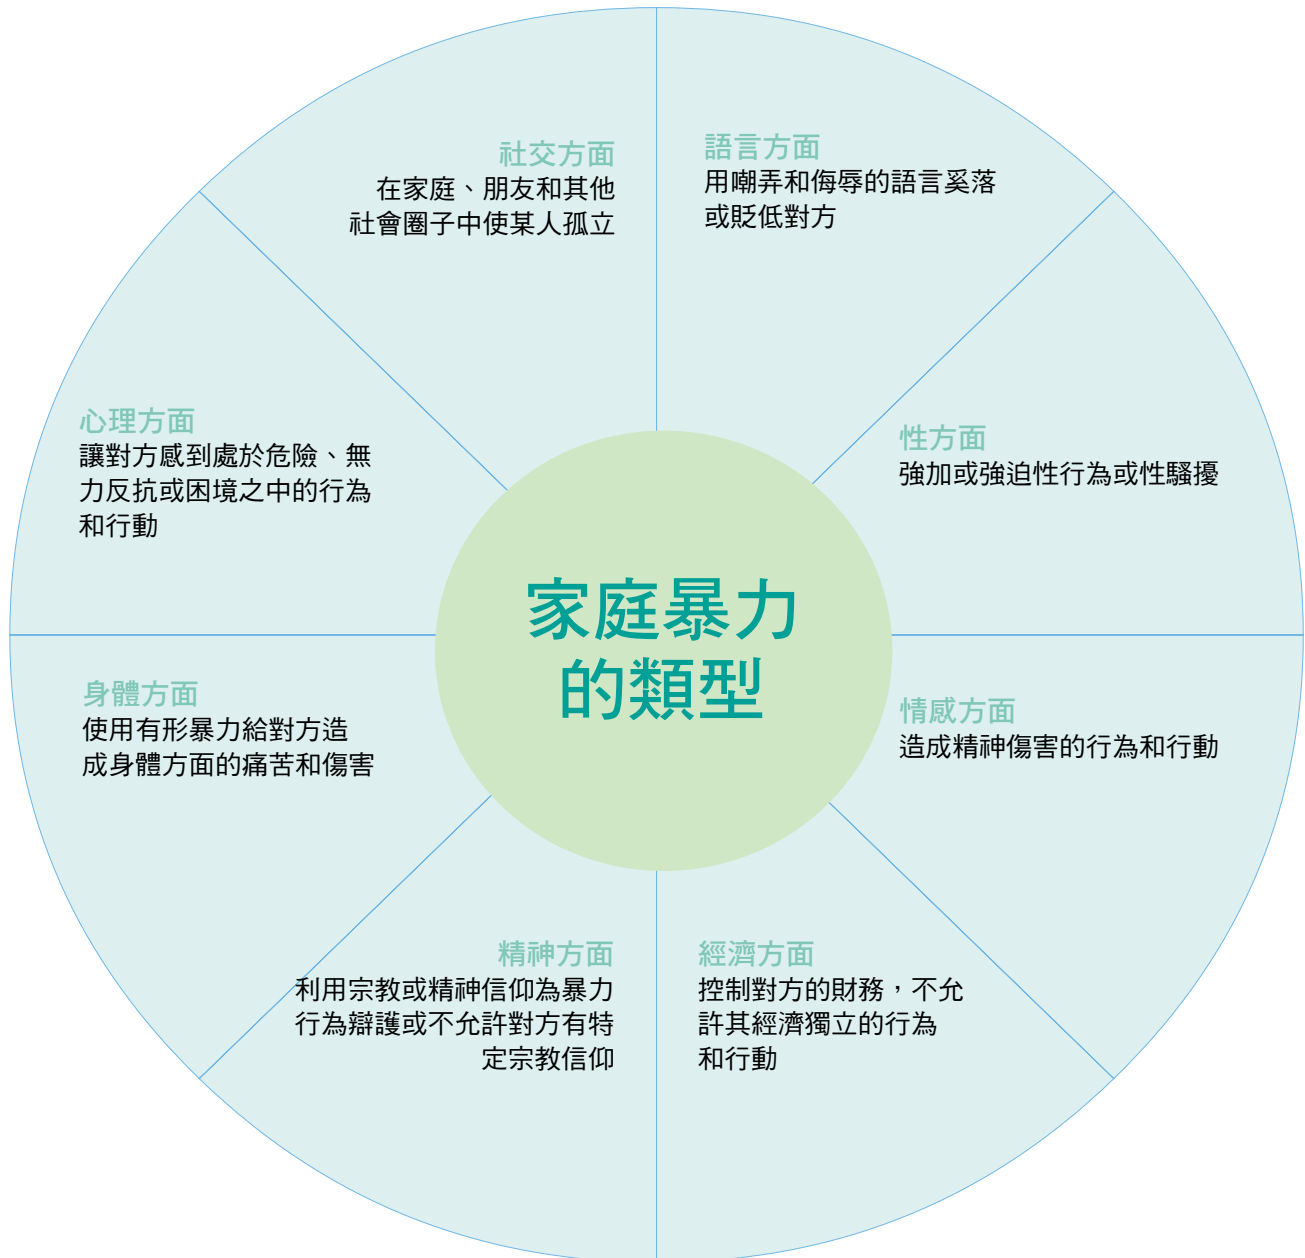 社交方面
在家庭、朋友和其他
社會圈子中使某人孤立
語言方面
用嘲弄和侮辱的語言奚落
或貶低對方
心理方面
讓對方感到處於危險、無
力反抗或困境之中的行為
和行動
性方面
強加或強迫性行為或性騷擾
家庭暴力
的類型
身體方面
使用有形暴力給對方造
成身體方面的痛苦和傷害
情感方面
造成精神傷害的行為和行動
精神方面
利用宗教或精神信仰為暴力
行為辯護或不允許對方有特
定宗教信仰
經濟方面
控制對方的財務，不允
許其經濟獨立的行為
和行動